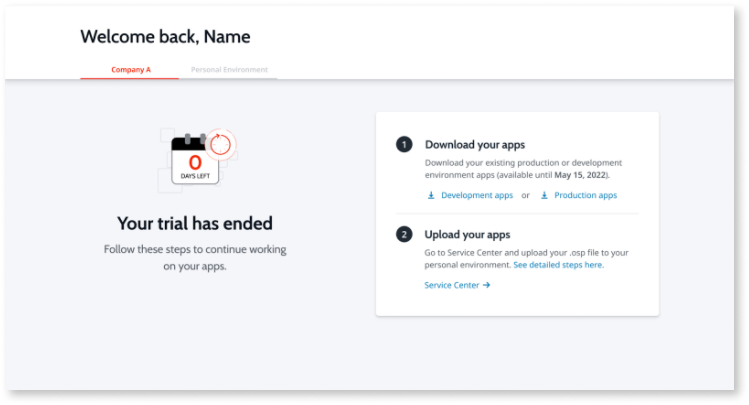 Welcome back, Name
Company A
Personal Environment
0
DAYS LEFT
Your trial has ended
Follow these steps to continue working
on your apps.
1
Download your apps
Download your existing production or development
environment apps (available until May 15, 2022).
Development apps or Production apps
2
Upload your apps
Go to Service Center and upload your .osp file to your
personal environment. See detailed steps here.
Service Center →